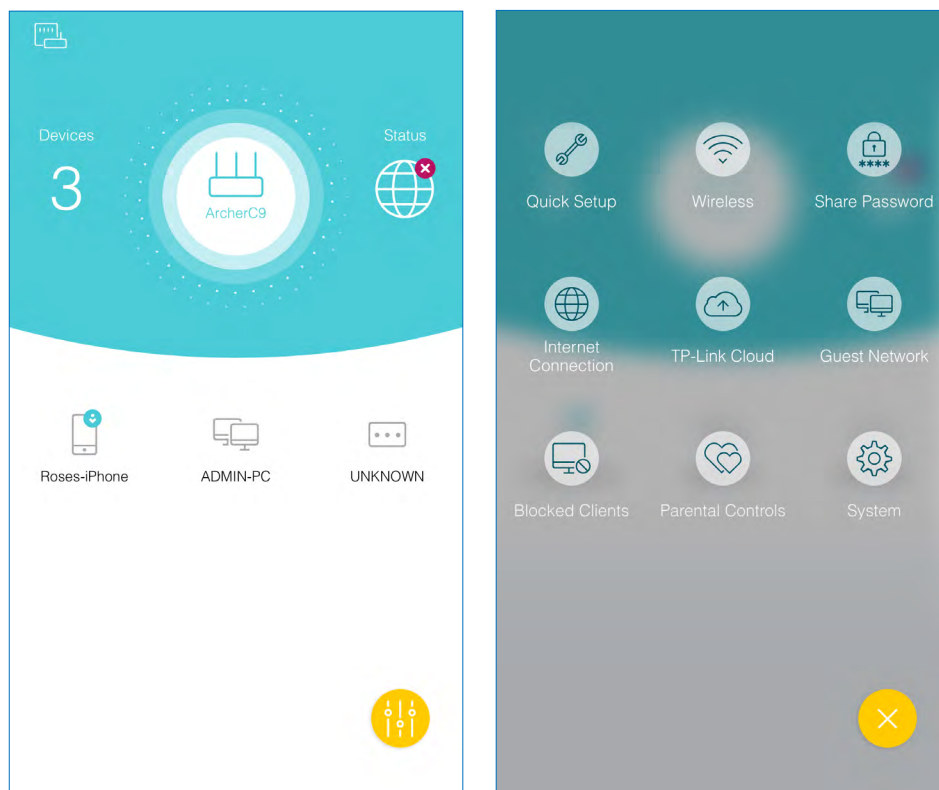 Devices
Status
3
ArcherC9
Roses-iPhone
ADMIN-PC
UNKNOWN
Quick Setup
Wireless
****
Share Password
Internet
Connection
TP-Link Cloud
Guest Network
Blocked Clients
Parental Controls
System